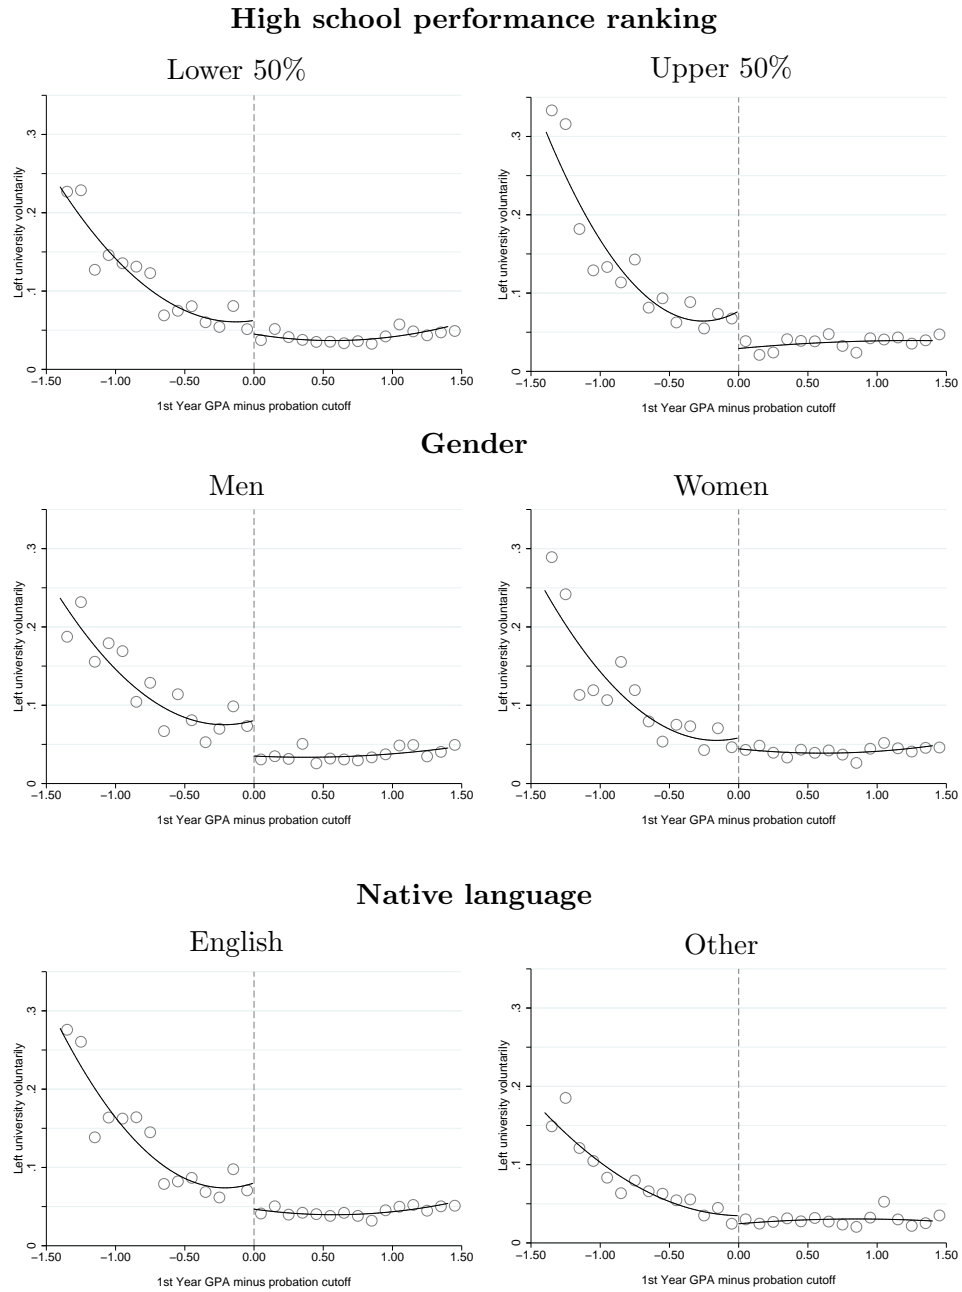 High school performance ranking
Lower 50%
Upper 50%
Left university voluntarily
0 .1 .2 .3
−1.50 −1.00 −0.50 0.00 0.50 1.00 1.50
1st Year GPA minus probation cutoff
Left university voluntarily
0 .1 .2 .3
−1.50 −1.00 −0.50 0.00 0.50 1.00 1.50
1st Year GPA minus probation cutoff
Gender
Men
Women
Left university voluntarily
0 .1 .2 .3
−1.50 −1.00 −0.50 0.00 0.50 1.00 1.50
1st Year GPA minus probation cutoff
Left university voluntarily
0 .1 .2 .3
−1.50 −1.00 −0.50 0.00 0.50 1.00 1.50
1st Year GPA minus probation cutoff
Native language
English
Other
Left university voluntarily
0 .1 .2 .3
−1.50 −1.00 −0.50 0.00 0.50 1.00 1.50
1st Year GPA minus probation cutoff
Left university voluntarily
0 .1 .2 .3
−1.50 −1.00 −0.50 0.00 0.50 1.00 1.50
1st Year GPA minus probation cutoff